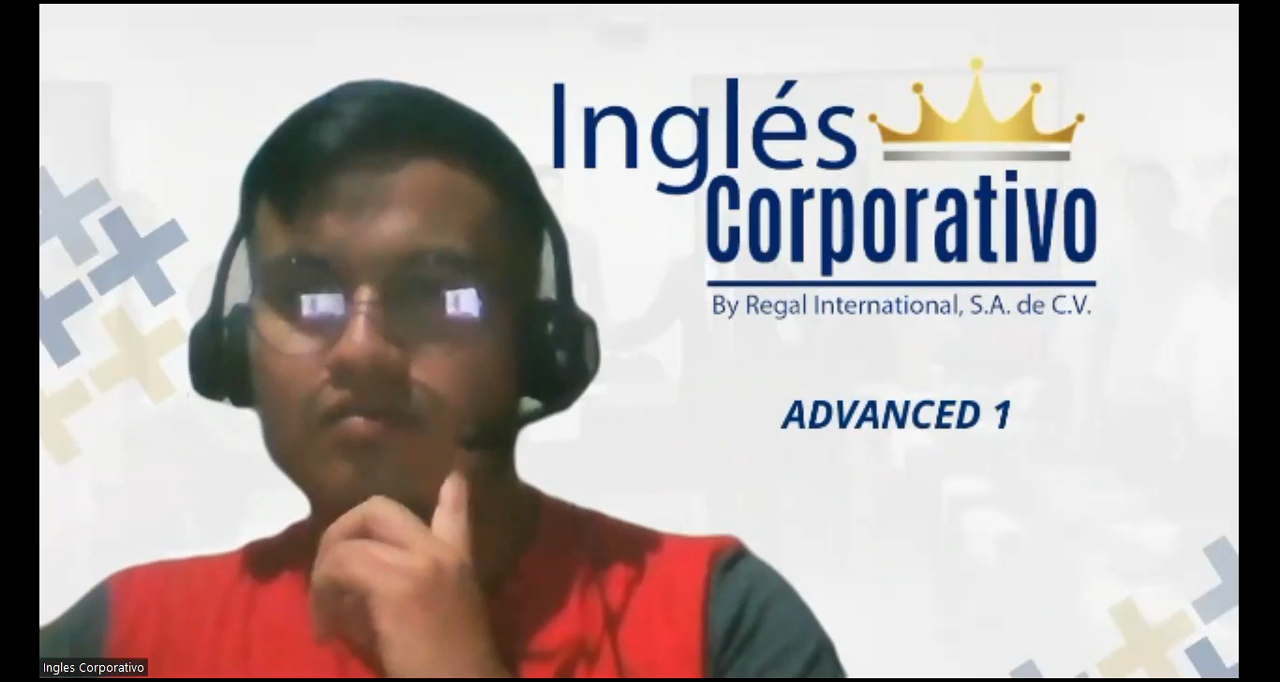 Inglés
Corporativo
By Regal International, S.A. de C.V.
ADVANCED 1
Ingles Corporativo